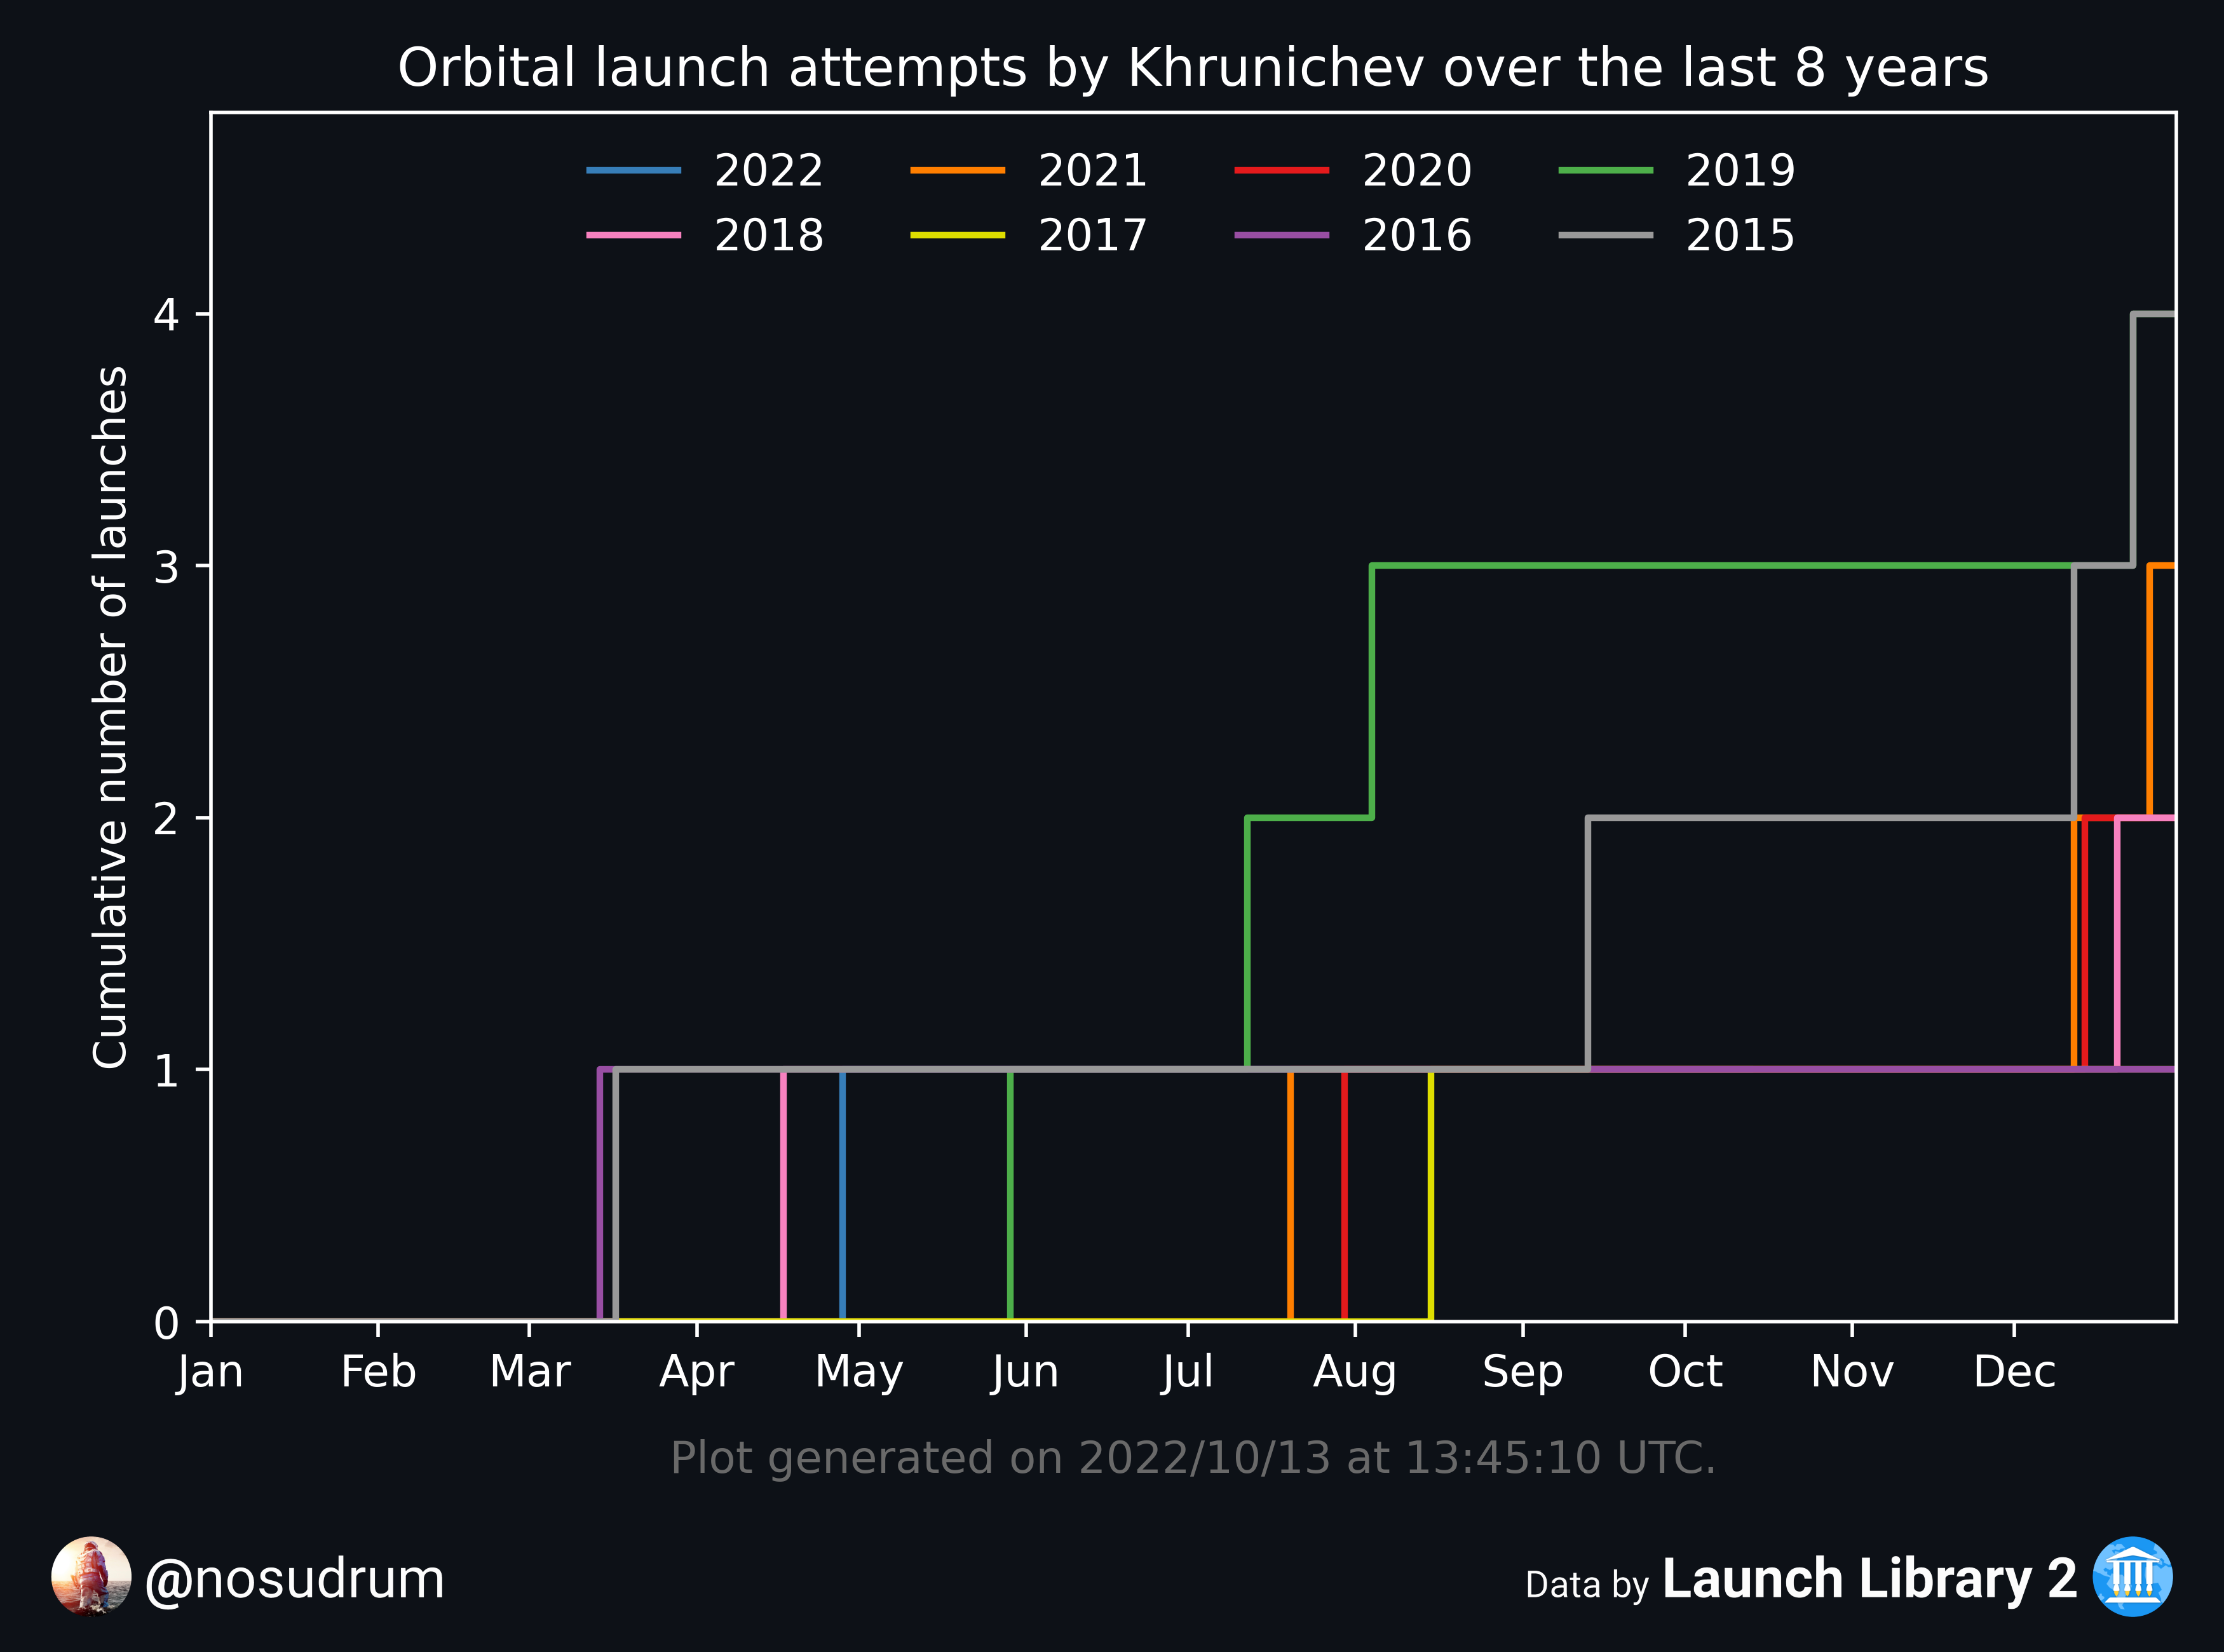 Orbital launch attempts by Khrunichev over the last 8 years
2022 2021 2020 2019
2018 2017 2016 2015
Cumulative number of launches
4
3
2
1
0
Jan Feb Mar Apr May Jun Jul Aug Sep Oct Nov Dec
Plot generated on 2022/10/13 at 13:45:10 UTC.
@nosudrum
Data by Launch Library 2